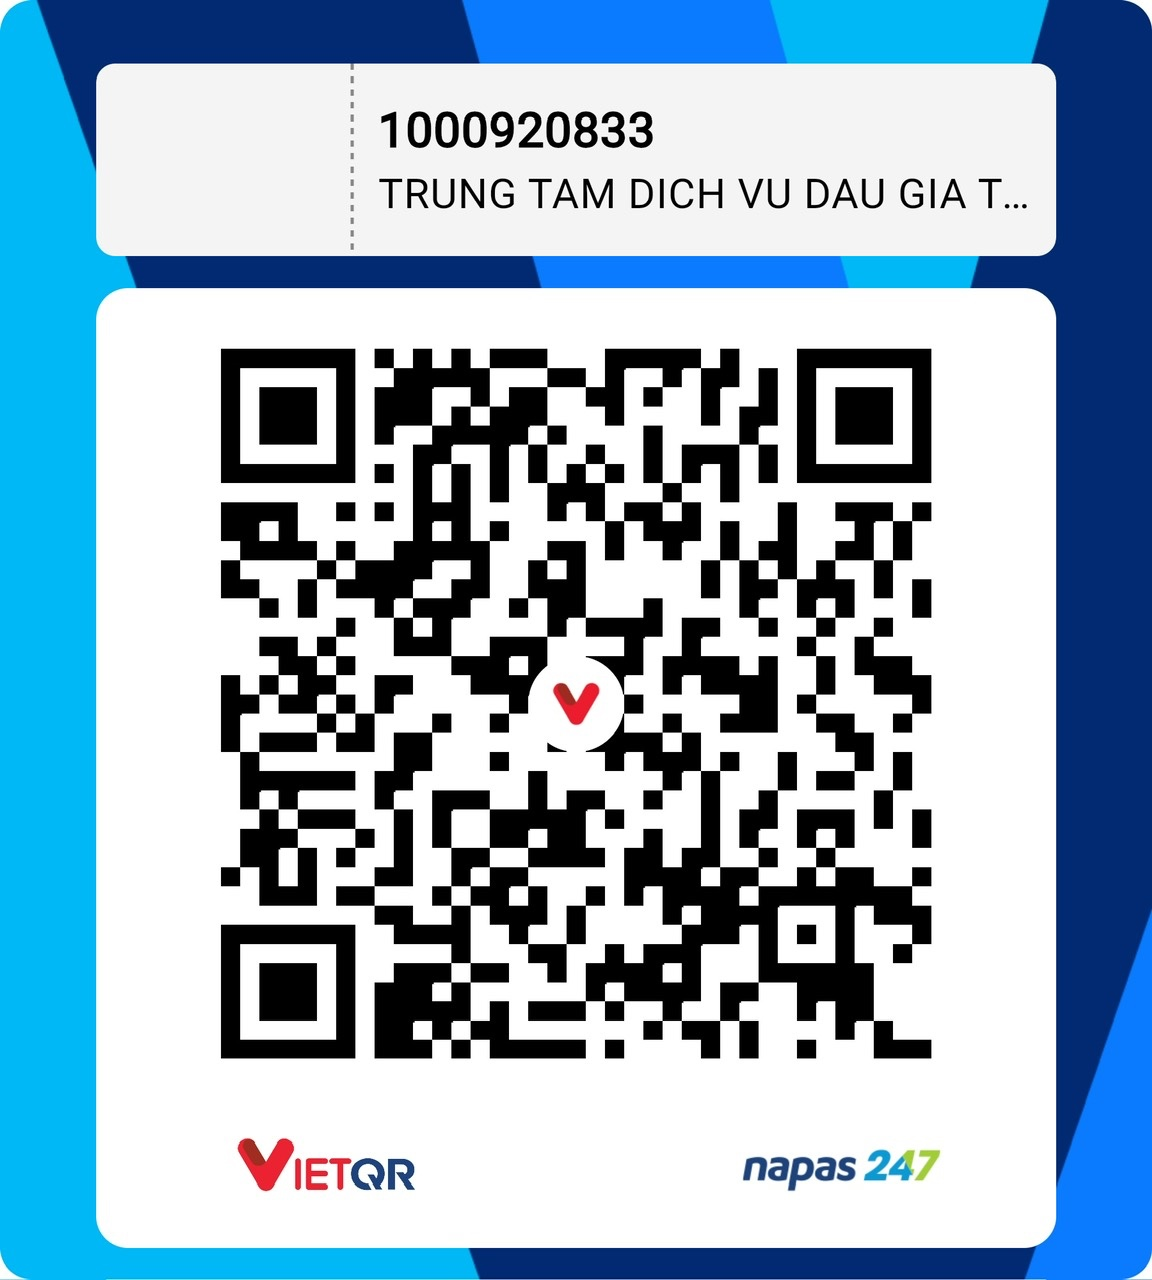 1000920833
TRUNG TAM DICH VU DAU GIA T...
VIETQR
napas 247